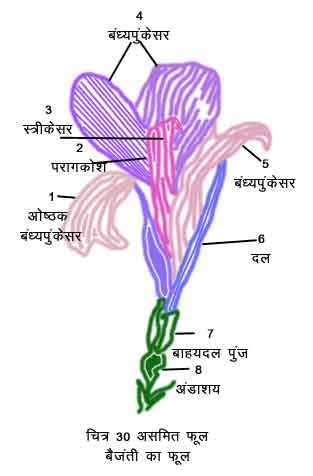 4
बंध्यपुंकेसर
3
स्त्रीकेसर
2
परागकोश
5
बंध्यपुंकेसर
1
ओष्ठक
बंध्यपुंकेसर
6
दल
7
बाहयदल पुंज
8
अंडाशय
चित्र 30 असमित फूल
बैजंती का फूल